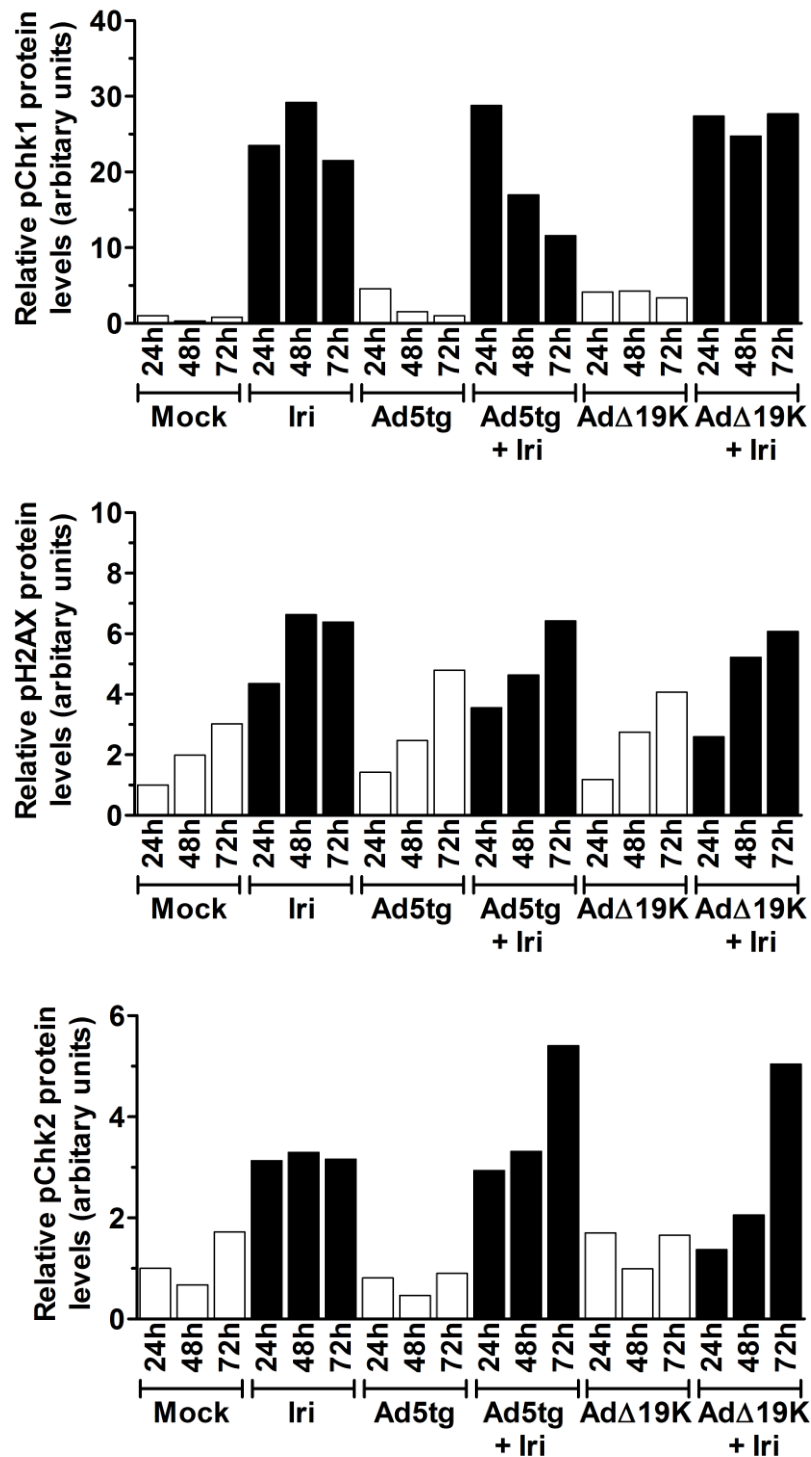 Relative pChk1 protein
levels (arbitary units)
40
30
20
10
0
24h 48h 72h 24h 48h 72h 24h 48h 72h 24h 48h 72h 24h 48h 72h 24h 48h 72h
Mock Iri Ad5tg Ad5tg AdΔ19K AdΔ19K
+ Iri + Iri
Relative pH2AX protein
levels (arbitary units)
10
8
6
4
2
0
24h 48h 72h 24h 48h 72h 24h 48h 72h 24h 48h 72h 24h 48h 72h 24h 48h 72h
Mock Iri Ad5tg Ad5tg AdΔ19K AdΔ19K
+ Iri + Iri
Relative pChk2 protein
levels (arbitary units)
6
4
2
0
24h 48h 72h 24h 48h 72h 24h 48h 72h 24h 48h 72h 24h 48h 72h 24h 48h 72h
Mock Iri Ad5tg Ad5tg AdΔ19K AdΔ19K
+ Iri + Iri